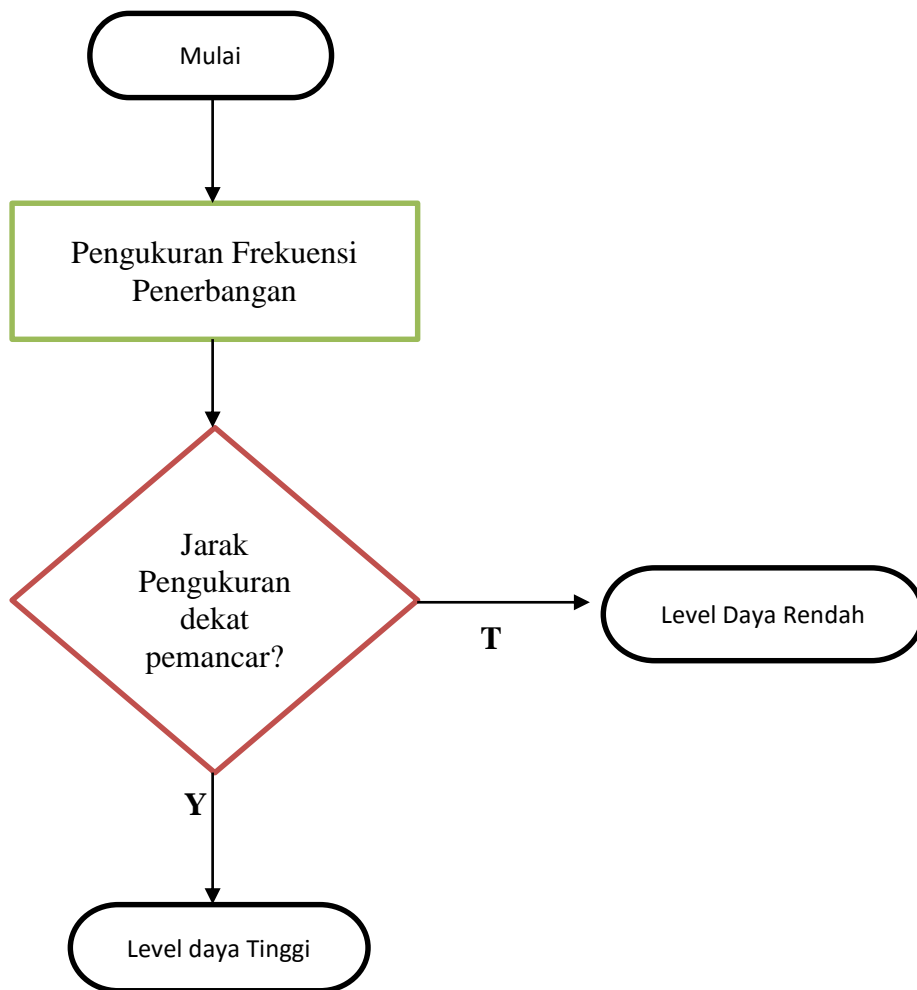 Mulai
Pengukuran Frekuensi
Penerbangan
Jarak
Pengukuran
dekat
pemancar?
T
Level Daya Rendah
Y
Level daya Tinggi